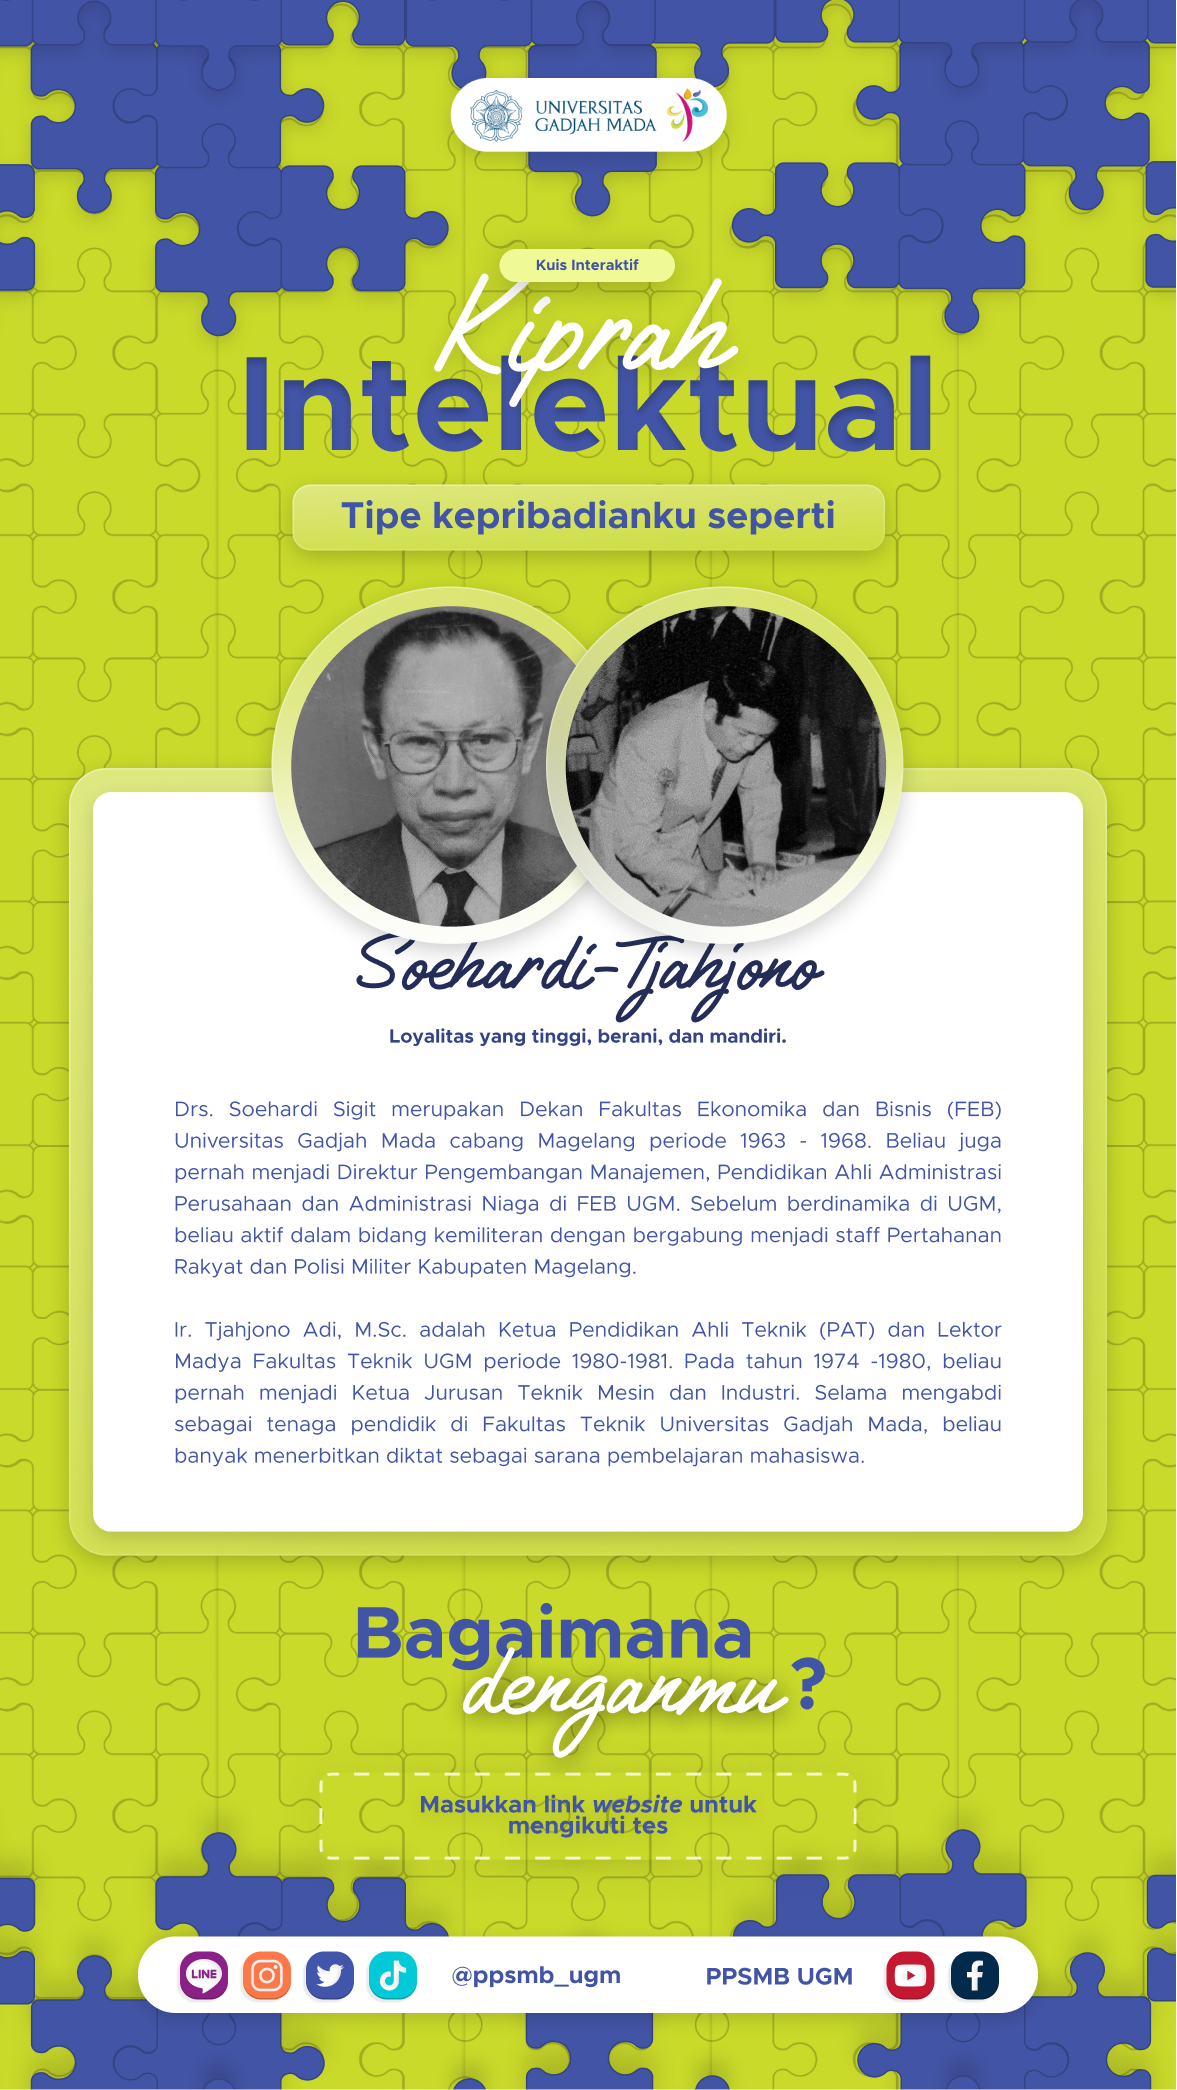 UNIVERSITAS
GADJAH MADA
Kuis Interaktif
Kiprah
Intelektual
Tipe kepribadianku seperti
Soehardi-Tjahjono
Loyalitas yang tinggi, berani, dan mandiri.
Drs. Soehardi Sigit merupakan Dekan Fakultas Ekonomika dan Bisnis (FEB)
Universitas Gadjah Mada cabang Magelang periode 1963 - 1968. Beliau juga
pernah menjadi Direktur Pengembangan Manajemen, Pendidikan Ahli Administrasi
Perusahaan dan Administrasi Niaga di FEB UGM. Sebelum berdinamika di UGM,
beliau aktif dalam bidang kemiliteran dengan bergabung menjadi staff Pertahanan
Rakyat dan Polisi Militer Kabupaten Magelang.
Ir. Tjahjono Adi, M.Sc. adalah Ketua Pendidikan Ahli Teknik (PAT) dan Lektor
Madya Fakultas Teknik UGM periode 1980-1981. Pada tahun 1974 -1980, beliau
pernah menjadi Ketua Jurusan Teknik Mesin dan Industri. Selama mengabdi
sebagai tenaga pendidik di Fakultas Teknik Universitas Gadjah Mada, beliau
banyak menerbitkan diktat sebagai sarana pembelajaran mahasiswa.
Bagaimana
denganmu?
Masukkan link website untuk
mengikuti tes
LINE
@ppsmb_ugm
PPSMB UGM